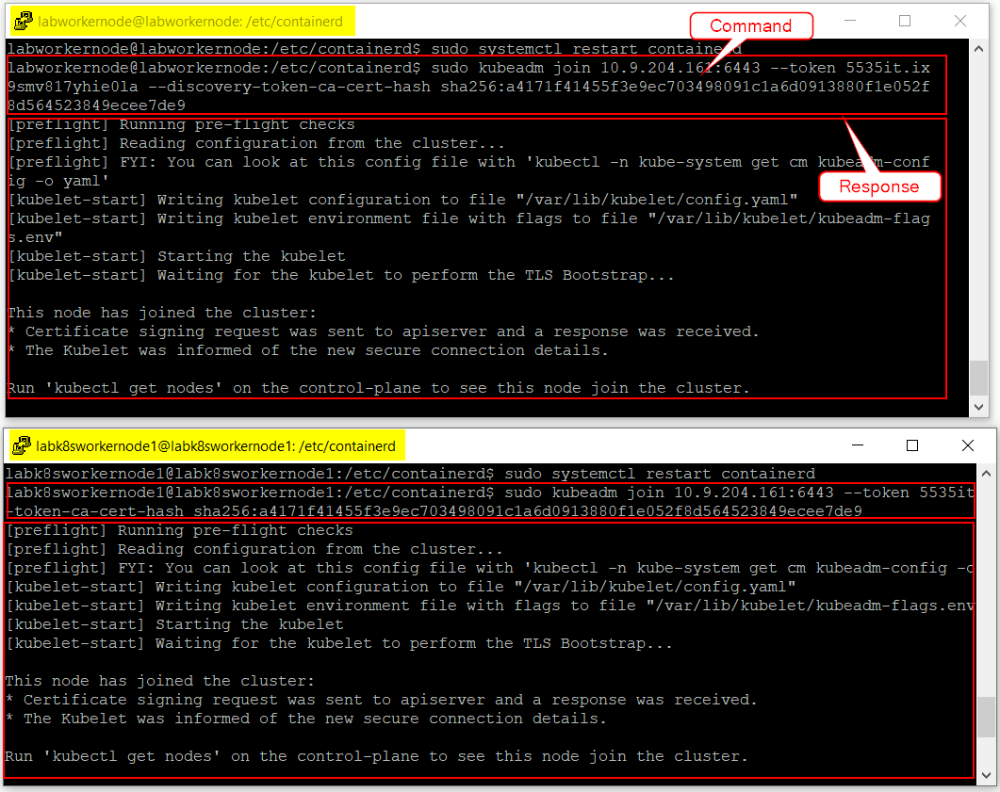 labworkernode@labworkernode: /etc/containerd
Command
labworkernode@labworkernode:/etc/containerd$ sudo systemctl restart containerd
labworkernode@labworkernode:/etc/containerd$ sudo kubeadm join 10.9.204.161:6443 --token 5535it.ix
9smv817yhie0la --discovery-token-ca-cert-hash sha256:a4171f41455f3e9ec703498091c1a6d0913880f1e052f
8d564523849ecee7de9
[preflight] Running pre-flight checks
[preflight] Reading configuration from the cluster...
[preflight] FYI: You can look at this config file with 'kubectl -n kube-system get cm kubeadm-conf
ig -o yaml'
Response
[kubelet-start] Writing kubelet configuration to file "/var/lib/kubelet/config.yaml"
[kubelet-start] Writing kubelet environment file with flags to file "/var/lib/kubelet/kubeadm-flag
s.env"
[kubelet-start] Starting the kubelet
[kubelet-start] Waiting for the kubelet to perform the TLS Bootstrap...
This node has joined the cluster:
* Certificate signing request was sent to apiserver and a response was received.
* The Kubelet was informed of the new secure connection details.
Run 'kubectl get nodes' on the control-plane to see this node join the cluster.
labk8sworkernode1@labk8sworkernode1: /etc/containerd
labk8sworkernode1@labk8sworkernode1:/etc/containerd$ sudo systemctl restart containerd
labk8sworkernode1@labk8sworkernode1:/etc/containerd$ sudo kubeadm join 10.9.204.161:6443 --token 5535it
-token-ca-cert-hash sha256:a4171f41455f3e9ec703498091c1a6d0913880f1e052f8d564523849ecee7de9
[preflight] Running pre-flight checks
[preflight] Reading configuration from the cluster...
[preflight] FYI: You can look at this config file with 'kubectl -n kube-system get cm kubeadm-config -o
[kubelet-start] Writing kubelet configuration to file "/var/lib/kubelet/config.yaml"
[kubelet-start] Writing kubelet environment file with flags to file "/var/lib/kubelet/kubeadm-flags.env
[kubelet-start] Starting the kubelet
[kubelet-start] Waiting for the kubelet to perform the TLS Bootstrap...
This node has joined the cluster:
* Certificate signing request was sent to apiserver and a response was received.
* The Kubelet was informed of the new secure connection details.
Run 'kubectl get nodes' on the control-plane to see this node join the cluster.